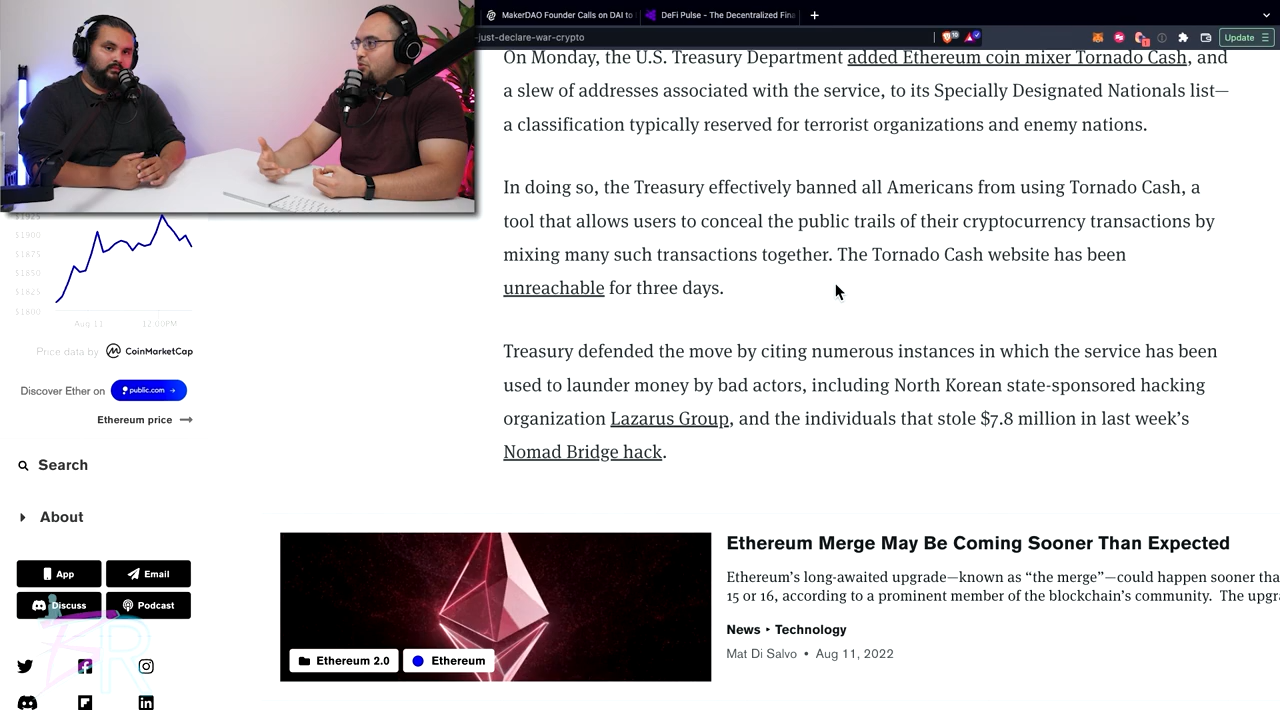 MakerDAO Founder Calls on DAI to
DeFi Pulse - The Decentralized Fina
-just-declare-war-crypto
Update
On Monday, the U.S. Treasury Department added Ethereum coin mixer Tornado Cash, and
a slew of addresses associated with the service, to its Specially Designated Nationals list—
a classification typically reserved for terrorist organizations and enemy nations.
In doing so, the Treasury effectively banned all Americans from using Tornado Cash, a
tool that allows users to conceal the public trails of their cryptocurrency transactions by
mixing many such transactions together. The Tornado Cash website has been
unreachable for three days.
Treasury defended the move by citing numerous instances in which the service has been
used to launder money by bad actors, including North Korean state-sponsored hacking
organization Lazarus Group, and the individuals that stole $7.8 million in last week's
Nomad Bridge hack.
$1925
$1900
$1875
$1850
$1825
$1800
Aug 11
12:00PM
Price data by CoinMarketCap
Discover Ether on public.com →
Ethereum price →
Search
About
App
Email
Discuss
Podcast
Ethereum 2.0
Ethereum
Ethereum Merge May Be Coming Sooner Than Expected
Ethereum's long-awaited upgrade—known as “the merge”—could happen sooner tha
15 or 16, according to a prominent member of the blockchain's community. The upgra
News ‣ Technology
Mat Di Salvo • Aug 11, 2022